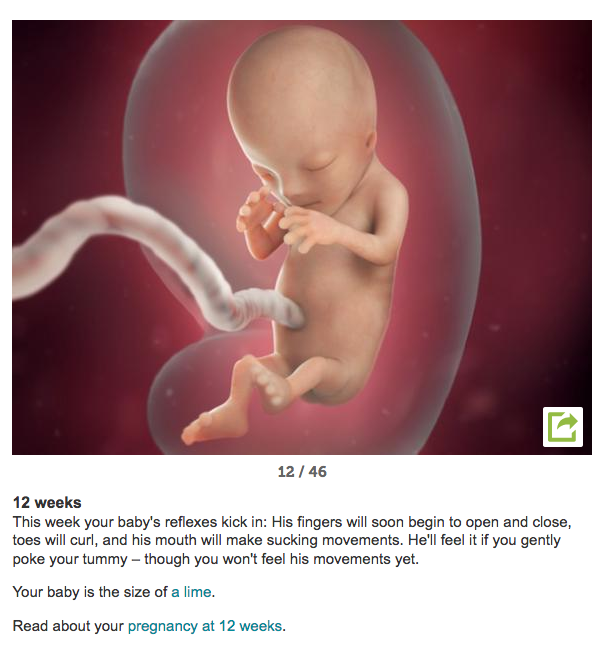 12 / 46
12 weeks
This week your baby's reflexes kick in: His fingers will soon begin to open and close,
toes will curl, and his mouth will make sucking movements. He'll feel it if you gently
poke your tummy – though you won't feel his movements yet.
Your baby is the size of a lime.
Read about your pregnancy at 12 weeks.